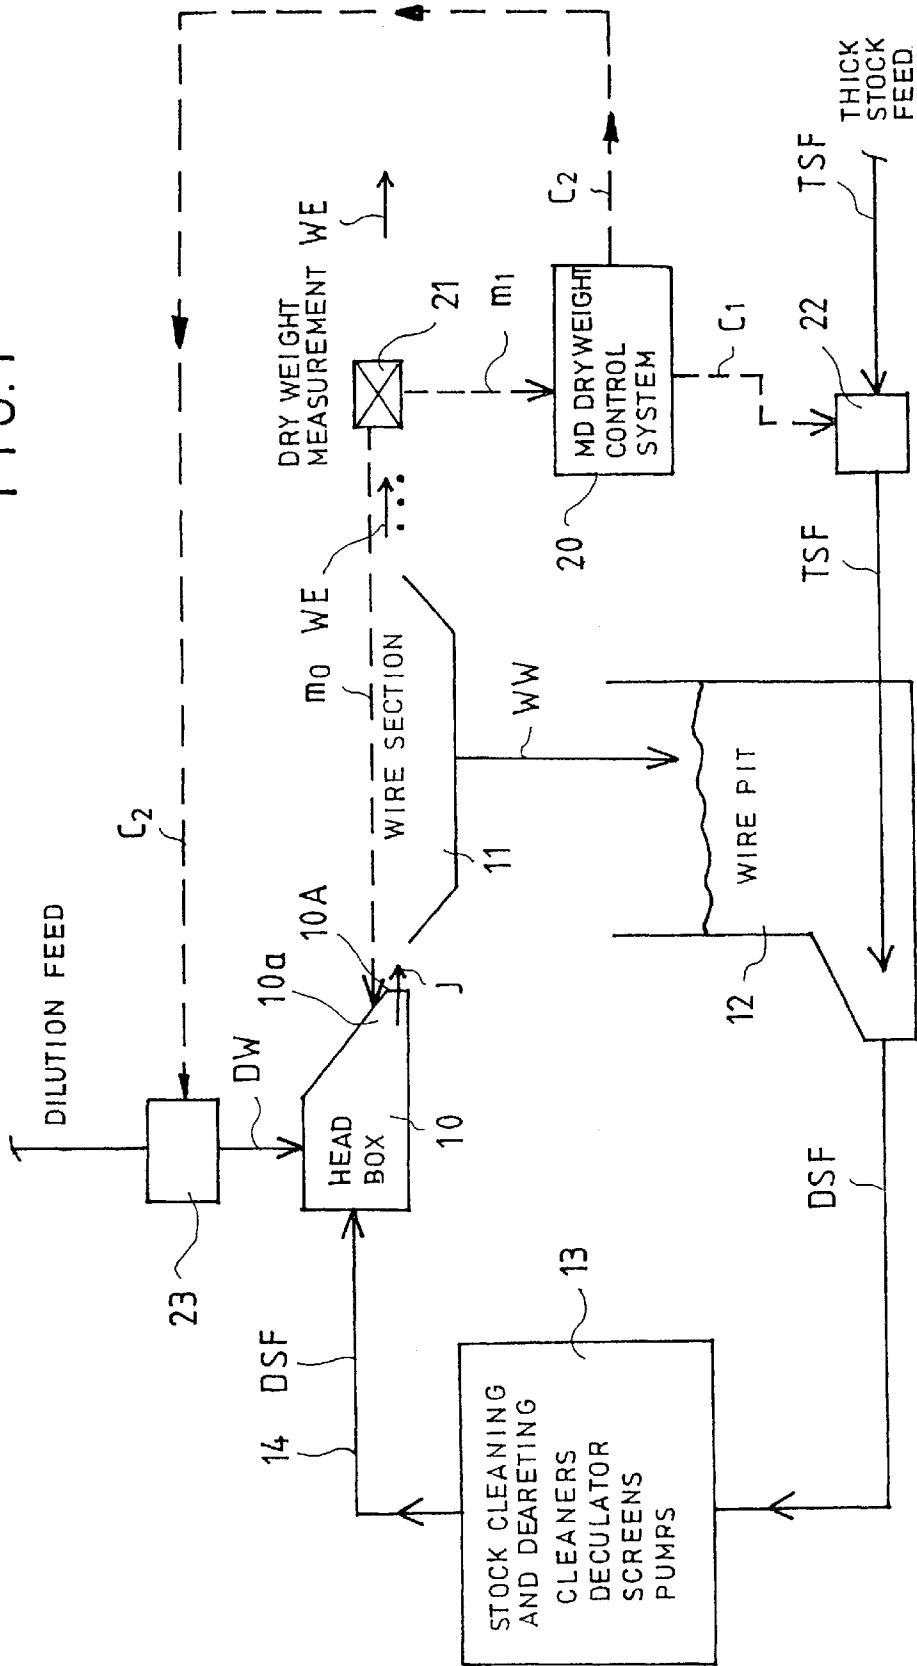 FIG.1
DILUTION FEED
C2
23
DW
HEAD
BOX
10
10a
10A
J
m0
WE
WIRE SECTION
11
DRY WEIGHT
MEASUREMENT
WE
21
m1
C2
MD DRYWEIGHT
CONTROL
SYSTEM
20
C1
22
TSF
THICK
STOCK
FEED
TSF
WW
WIRE PIT
12
DSF
14
DSF
13
STOCK CLEANING
AND DEARETING
CLEANERS
DECULATOR
SCREENS
PUMRS